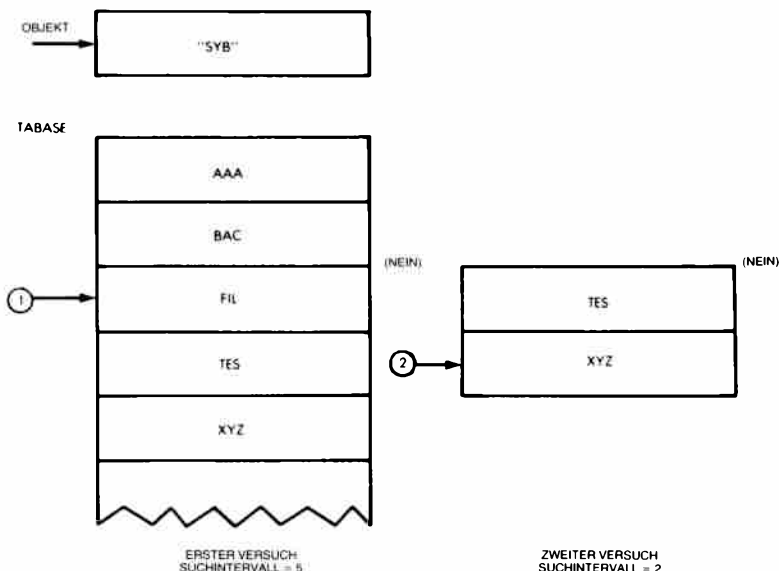 OBJEKT
"SYB"
TABASE
AAA
BAC
(NEIN)
(NEIN)
1
FIL
TES
TES
2
XYZ
XYZ
ERSTER VERSUCH
SUCHINTERVALL = 5
ZWEITER VERSUCH
SUCHINTERVALL = 2